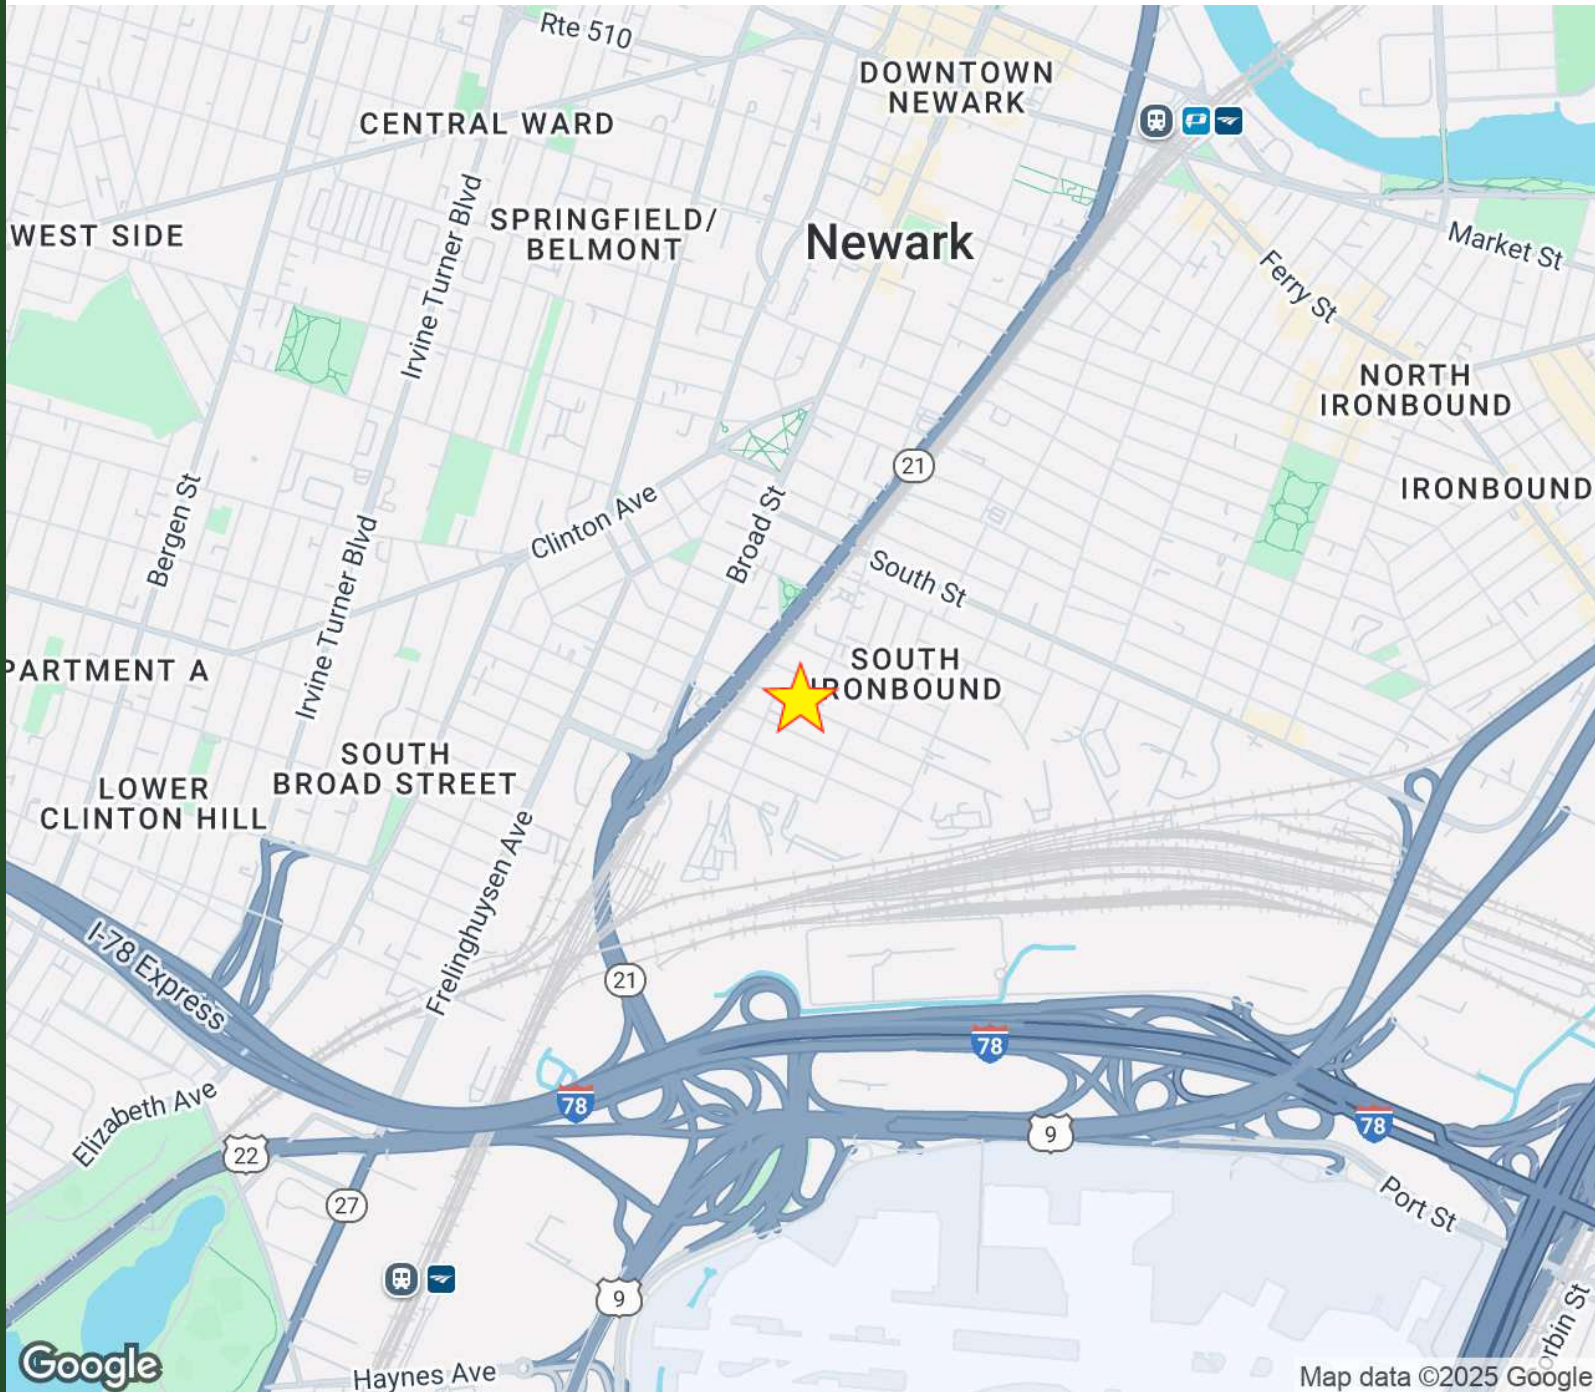 Rte 510
DOWNTOWN
NEWARK
CENTRAL WARD
Irvine Turner Blvd
SPRINGFIELD/
BELMONT
WEST SIDE
Newark
Market St
Ferry St
NORTH
IRONBOUND
21
IRONBOUND
Bergen St
Clinton Ave
Broad St
South St
Irvine Turner Blvd
PARTMENT A
SOUTH
IRONBOUND
SOUTH
BROAD STREET
LOWER
CLINTON HILL
Frelinghuysen Ave
I-78 Express
21
78
78
78
Elizabeth Ave
22
9
27
Port St
9
orbin St
Haynes Ave
Google
Map data ©2025 Google